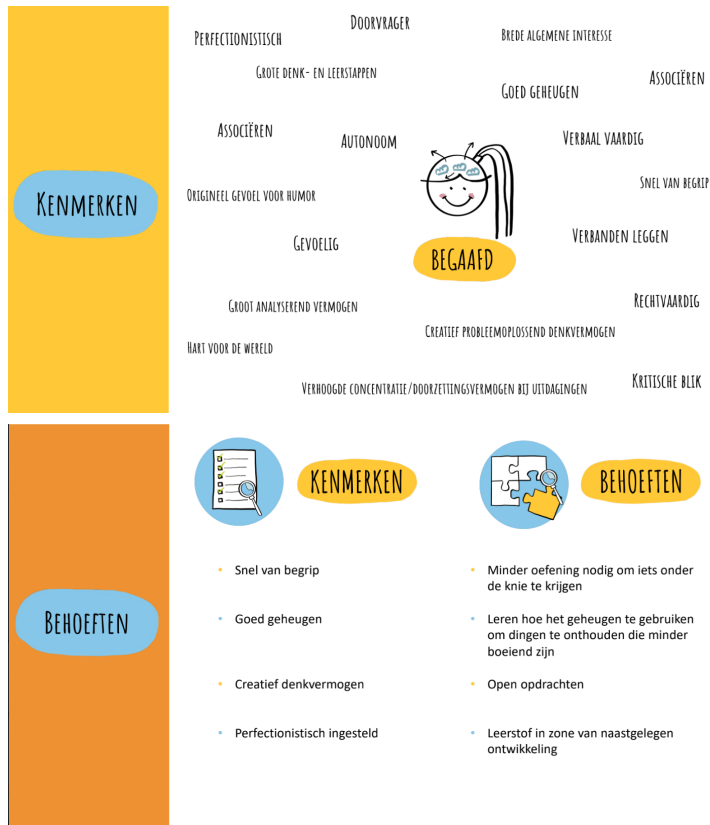 Kenmerken
Perfectionistisch
Doorvrager
Brede algemene interesse
Grote denk- en leerstappen
Goed geheugen
Associëren
Associëren
Autonoom
Verbaal vaardig
Origineel gevoel voor humor
Snel van begrip
Gevoelig
BEGAAFD
Verbanden leggen
Groot analyserend vermogen
Rechtvaardig
Creatief probleemoplossend denkvermogen
Hart voor de wereld
Verhoogde concentratie/doorzettingsvermogen bij uitdagingen
Kritische blik
Behoeften
KENMERKEN
• Snel van begrip
• Goed geheugen
• Creatief denkvermogen
• Perfectionistisch ingesteld
BEHOEFTEN
• Minder oefening nodig om iets onder
de knie te krijgen
• Leren hoe het geheugen te gebruiken
om dingen te onthouden die minder
boeiend zijn
• Open opdrachten
• Leerstof in zone van naastgelegen
ontwikkeling